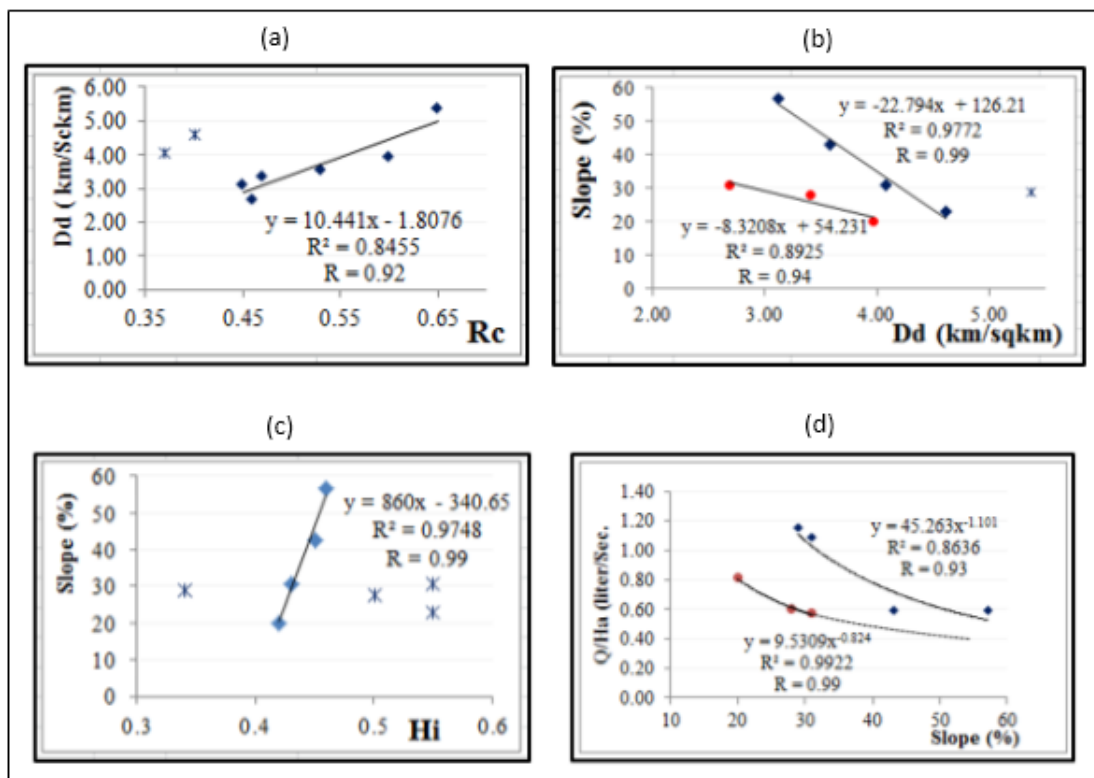 (a)
Dd ( km/Sckm)
6.00
5.00
4.00
3.00
2.00
1.00
0.00
y = 10.441x - 1.8076
R² = 0.8455
R = 0.92
0.35
0.45
0.55
0.65
Rc
(b)
Slope (%)
60
50
40
30
20
10
0
y = -22.794x + 126.21
R² = 0.9772
R = 0.99
y = -8.3208x + 54.231
R² = 0.8925
R = 0.94
2.00
3.00
4.00
5.00
Dd (km/sqkm)
(c)
Slope (%)
60
50
40
30
20
10
0
y = 860x - 340.65
R² = 0.9748
R = 0.99
0.3
0.4
0.5
0.6
Hi
(d)
Q/Ha (liter/Sec.
1.40
1.20
1.00
0.80
0.60
0.40
0.20
0.00
y = 45.263x^-1.101
R² = 0.8636
R = 0.93
y = 9.5309x^-0.824
R² = 0.9922
R = 0.99
10
20
30
40
50
60
Slope (%)